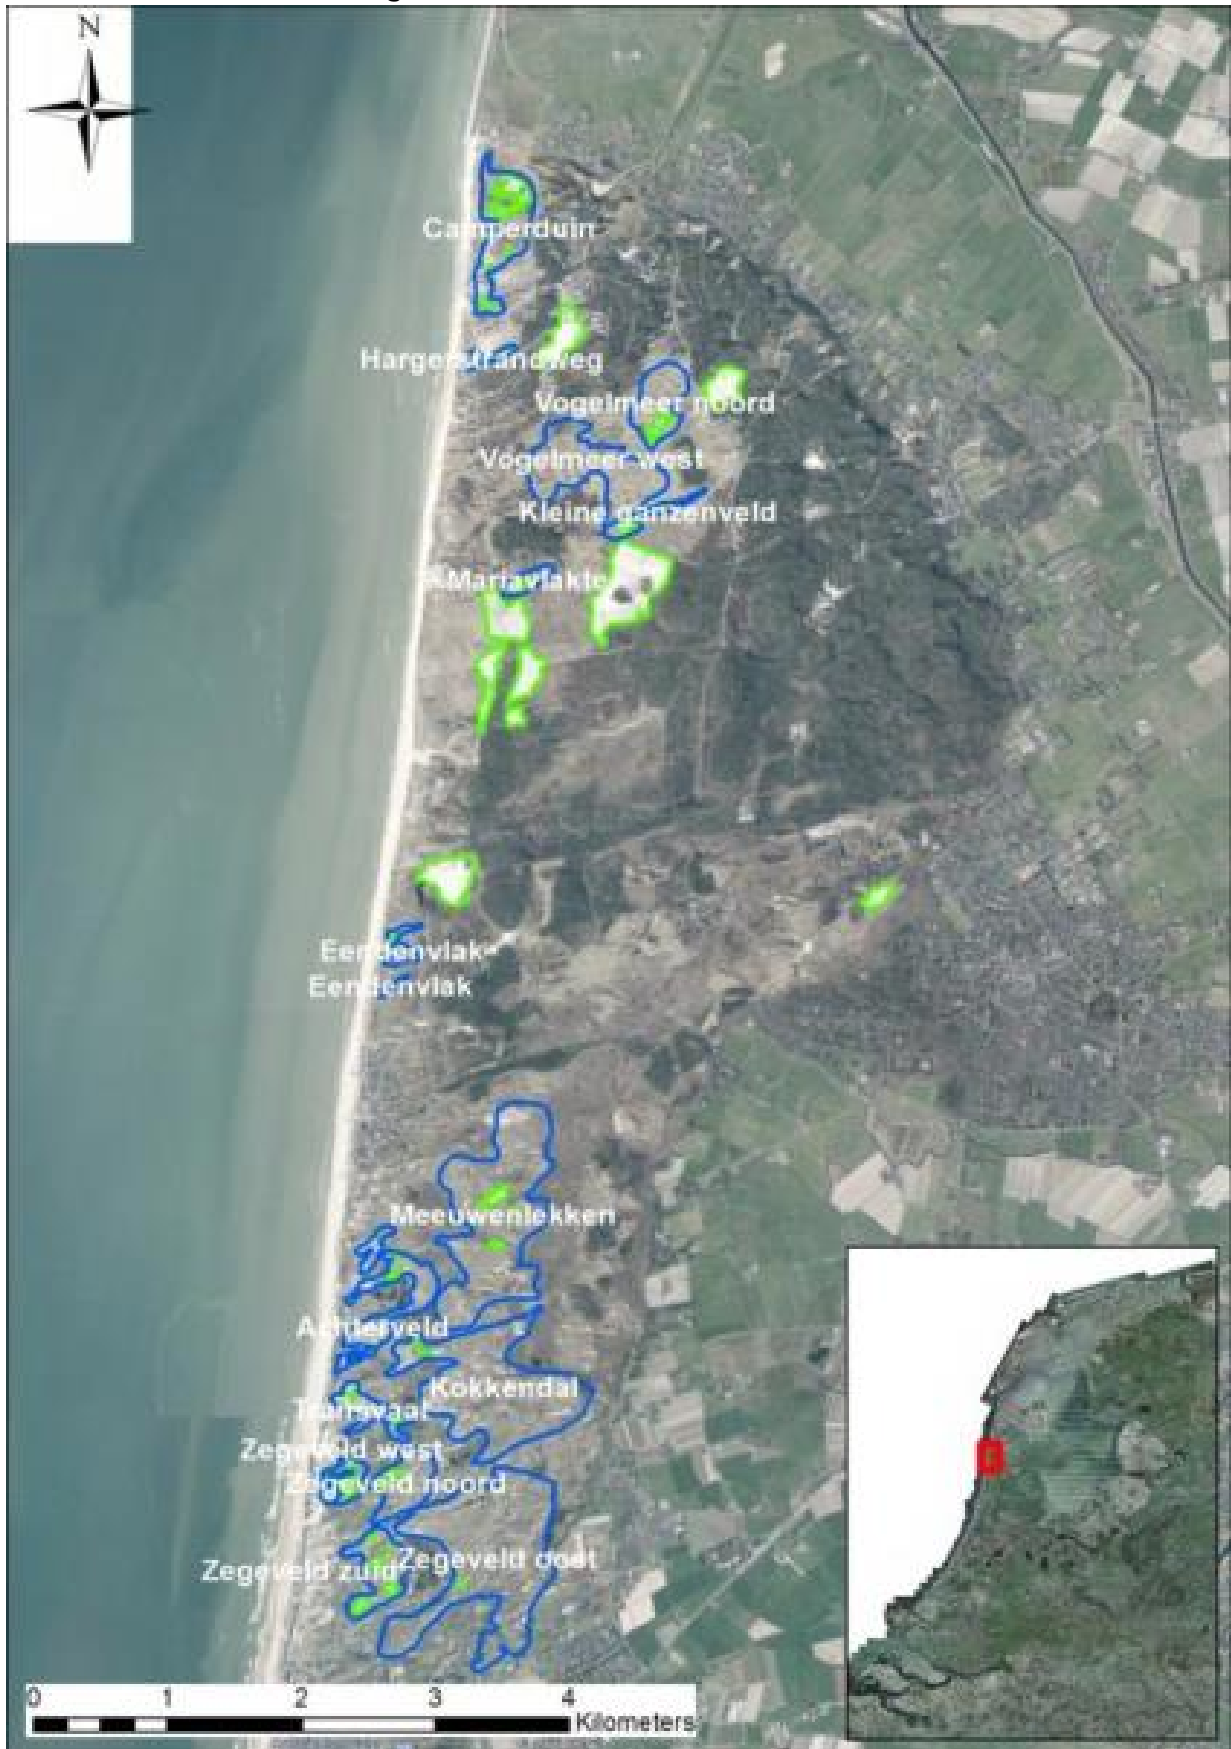 N
Camperduin
Hargerstrandweg
Vogelmeer noord
Vogelmeer west
Kleine ganzenveld
Mariavlakte
Eendenvlak
Eendenvlak
Meeuwenlekken
Achterveld
Kokkendal
Transvaal
Zegeveld west
Zegeveld noord
Zegeveld oost
Zegeveld zuid
0 1 2 3 4
Kilometers